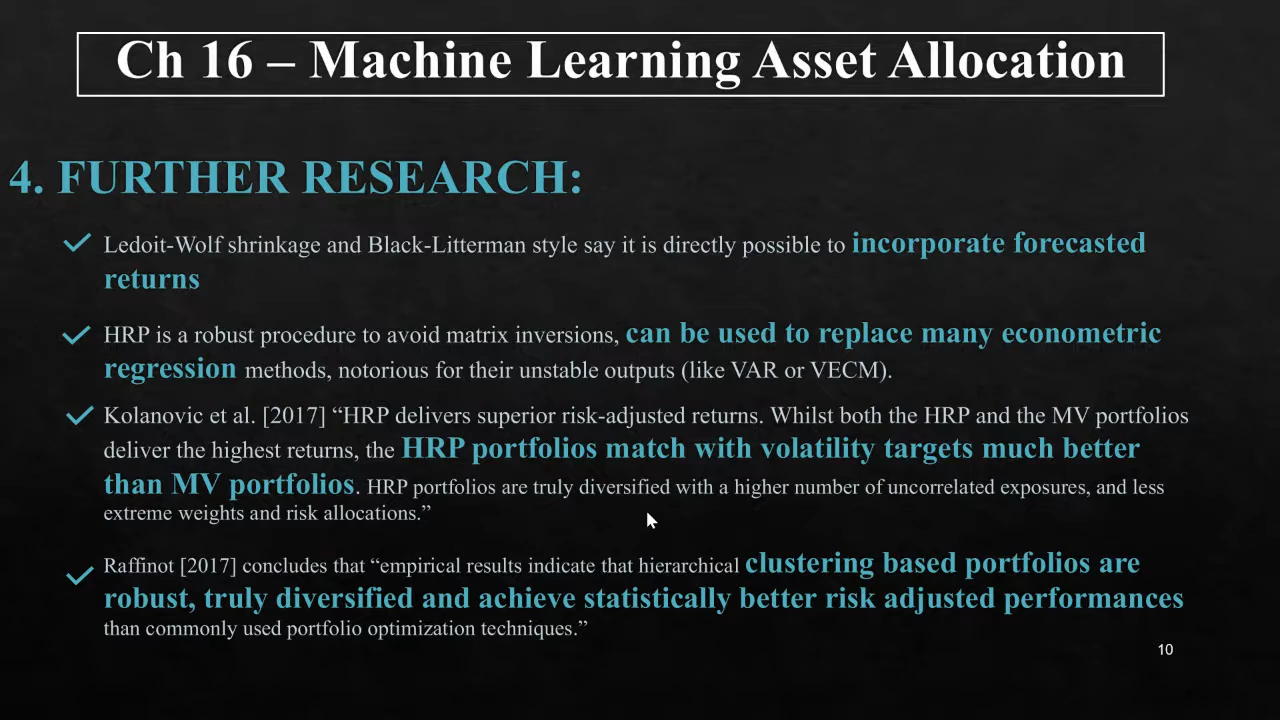 Ch 16 – Machine Learning Asset Allocation
4. FURTHER RESEARCH:
Ledoit-Wolf shrinkage and Black-Litterman style say it is directly possible to incorporate forecasted
returns
HRP is a robust procedure to avoid matrix inversions, can be used to replace many econometric
regression methods, notorious for their unstable outputs (like VAR or VECM).
Kolanovic et al. [2017] “HRP delivers superior risk-adjusted returns. Whilst both the HRP and the MV portfolios
deliver the highest returns, the HRP portfolios match with volatility targets much better
than MV portfolios. HRP portfolios are truly diversified with a higher number of uncorrelated exposures, and less
extreme weights and risk allocations.”
Raffinot [2017] concludes that “empirical results indicate that hierarchical clustering based portfolios are
robust, truly diversified and achieve statistically better risk adjusted performances
than commonly used portfolio optimization techniques.”
10